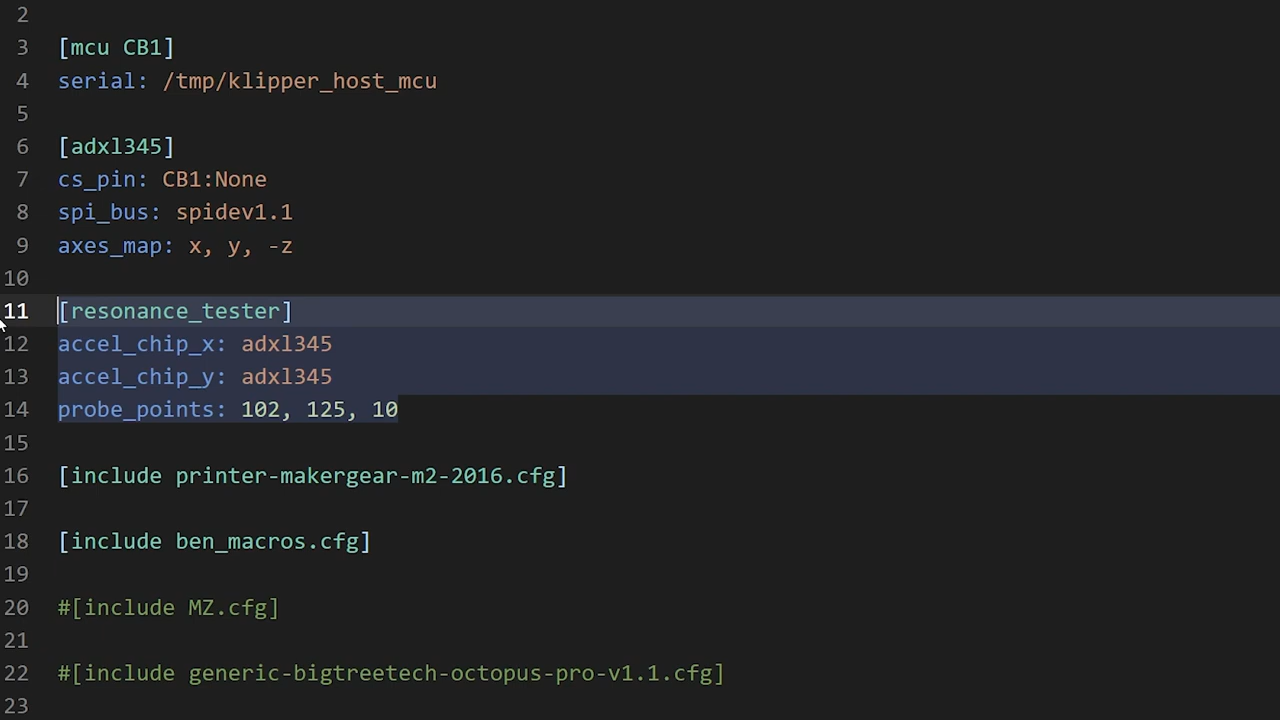 2
3 [mcu CB1]
4 serial: /tmp/klipper_host_mcu
5
6 [adxl345]
7 cs_pin: CB1:None
8 spi_bus: spidev1.1
9 axes_map: x, y, -z
10
11 [resonance_tester]
12 accel_chip_x: adxl345
13 accel_chip_y: adxl345
14 probe_points: 102, 125, 10
15
16 [include printer-makergear-m2-2016.cfg]
17
18 [include ben_macros.cfg]
19
20 #[include MZ.cfg]
21
22 #[include generic-bigtreetech-octopus-pro-v1.1.cfg]
23